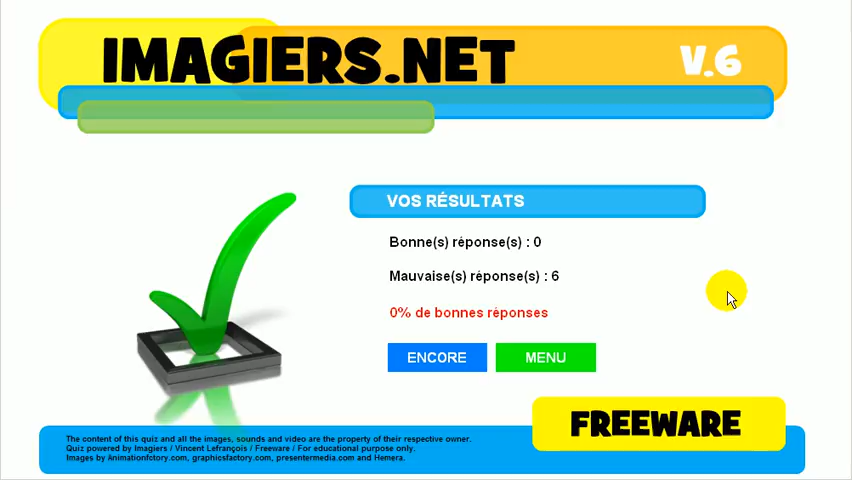 IMAGIERS.NET
V.6
VOS RÉSULTATS
Bonne(s) réponse(s) : 0
Mauvaise(s) réponse(s) : 6
0% de bonnes réponses
ENCORE
MENU
FREEWARE
The content of this quiz and all the images, sounds and video are the property of their respective owner.
Quiz powered by Imagiers / Vincent Lefrançois / Freeware / For educational purpose only.
Images by Animationfctory.com, graphicsfactory.com, presentermedia.com and Hemera.